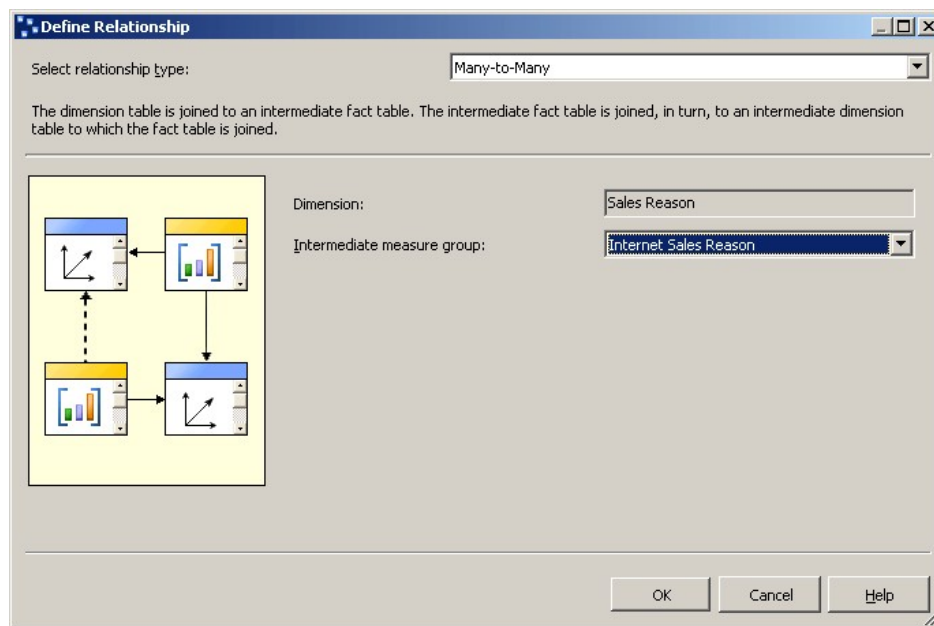 Define Relationship
Select relationship type:
Many-to-Many
The dimension table is joined to an intermediate fact table. The intermediate fact table is joined, in turn, to an intermediate dimension
table to which the fact table is joined.
Dimension:
Sales Reason
Intermediate measure group:
Internet Sales Reason
OK
Cancel
Help